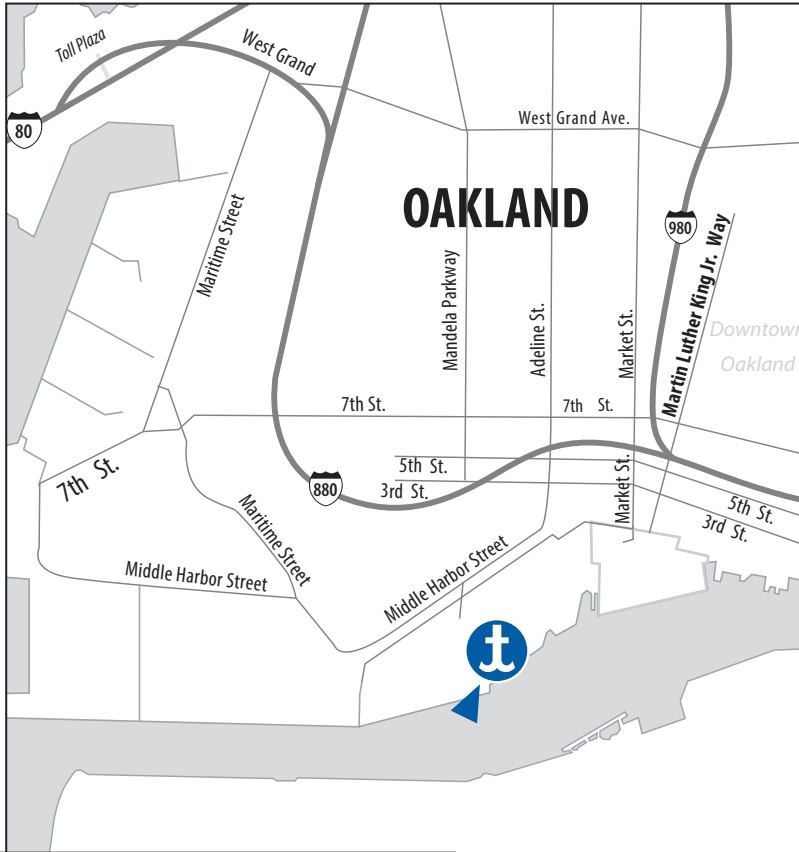 Toll Plaza
West Grand
80
West Grand Ave.
OAKLAND
Maritime Street
980
Martin Luther King Jr. Way
Mandela Parkway
Adeline St.
Market St.
Downtown
Oakland
7th St.
7th St.
7th St.
5th St.
880
3rd St.
Market St.
5th St.
3rd St.
Maritime Street
Middle Harbor Street
Middle Harbor Street